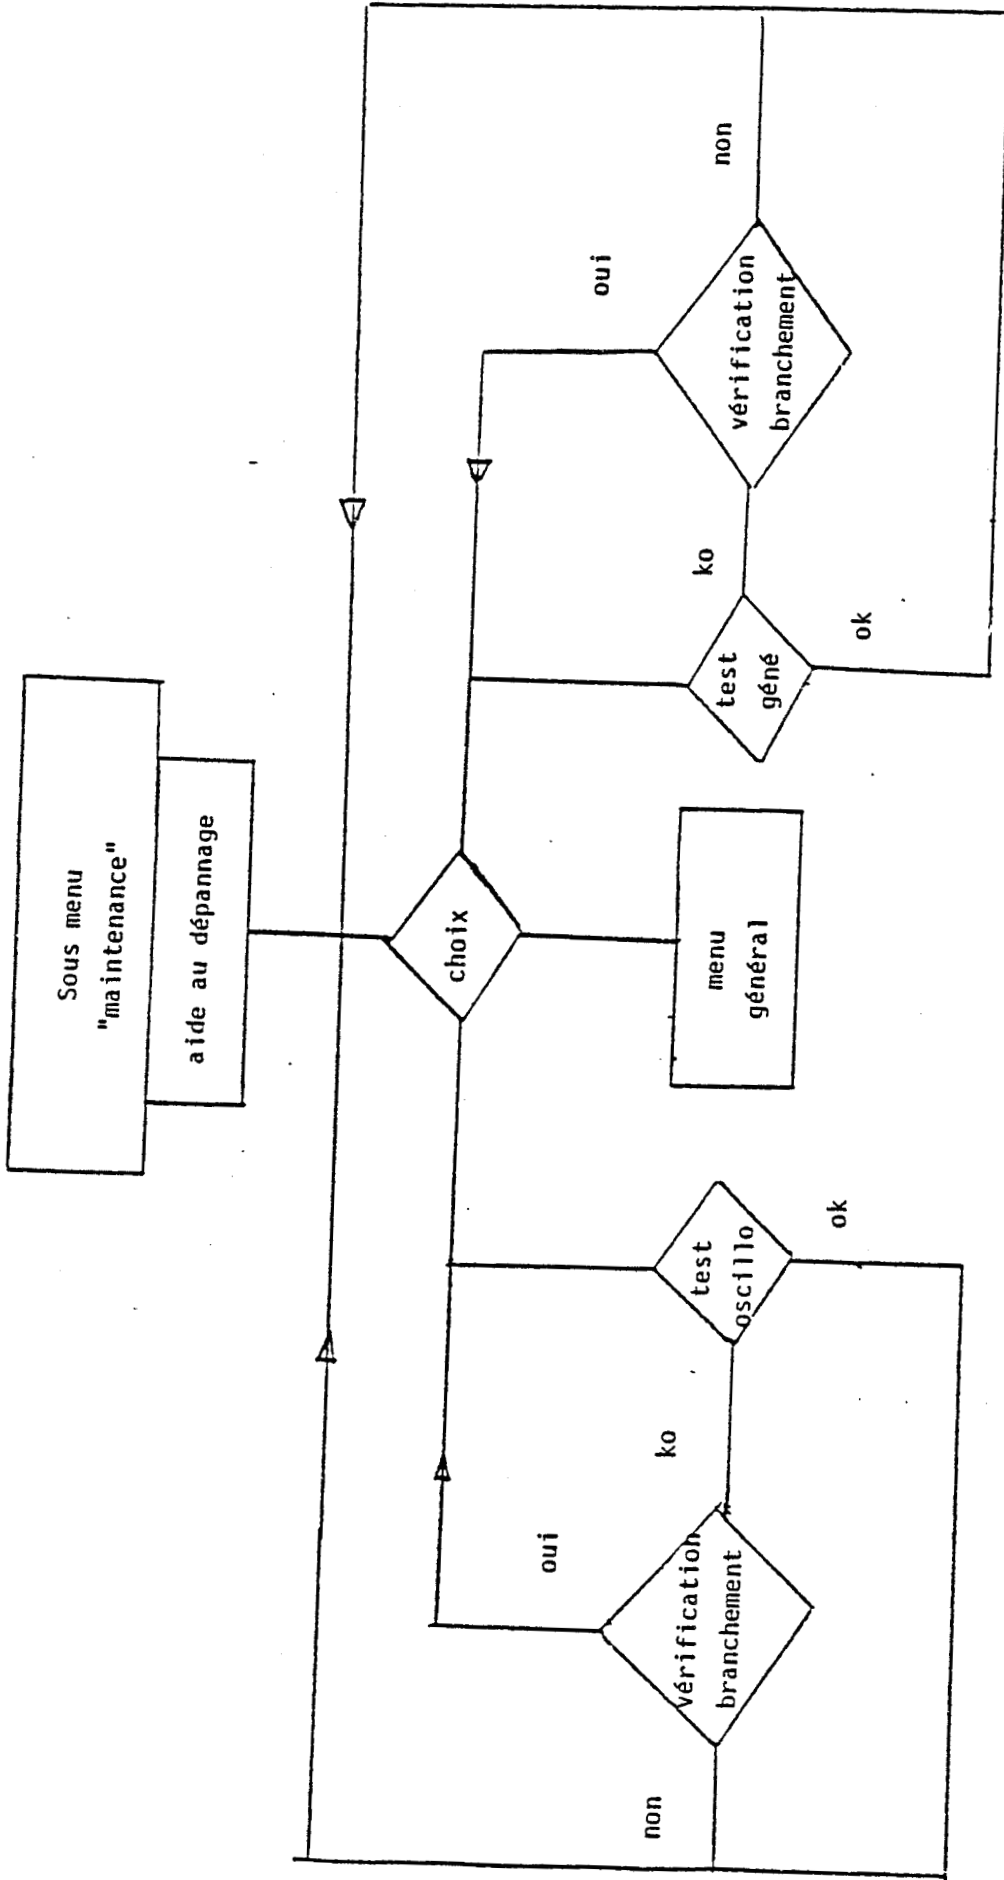 Sous menu
"maintenance"
aide au dépannage
choix
oui
oui
non
ko
test
oscillo
ok
vérification
branchement
menu
général
test
géné
ko
ok
vérification
branchement
non